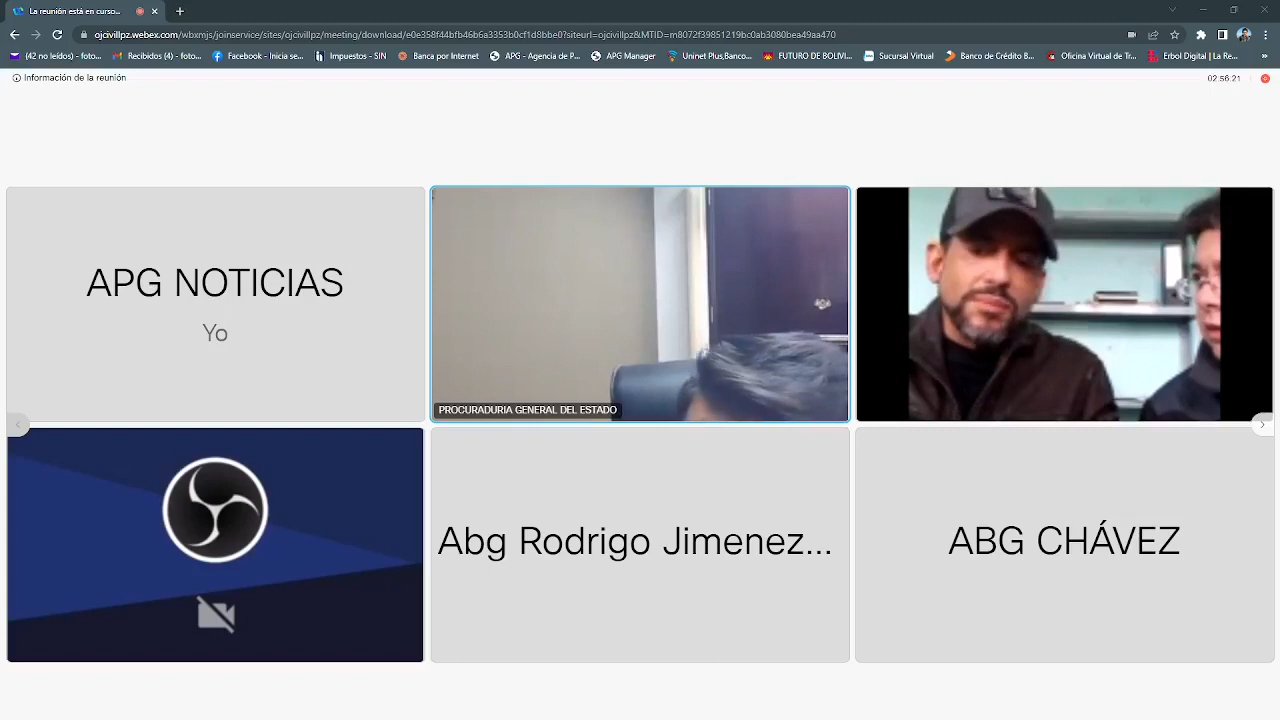 La reunión está en curso...
ojcivillpz.webex.com/wbxmjs/joinservice/sites/ojcivillpz/meeting/download/e0e358f44b1b46b6a3353b0cf1d9bbe0?siteurl=ojcivillpz&MTID=m8072f39851219bc0ab3080bea49aa470
(42 no leídos) - foto...
Recibidos (4) - foto...
Facebook - Inicia se...
Impuestos - SIN
Banca por Internet
APG - Agencia de P...
APG Manager
Uninet Plus,Banco...
FUTURO DE BOLIVI...
Sucursal Virtual
Banco de Crédito B...
Oficina Virtual de Tr...
Erbol Digital | La Re...
Información de la reunión
02:56:21
APG NOTICIAS
Yo
PROCURADURIA GENERAL DEL ESTADO
Abg Rodrigo Jimenez...
ABG CHÁVEZ